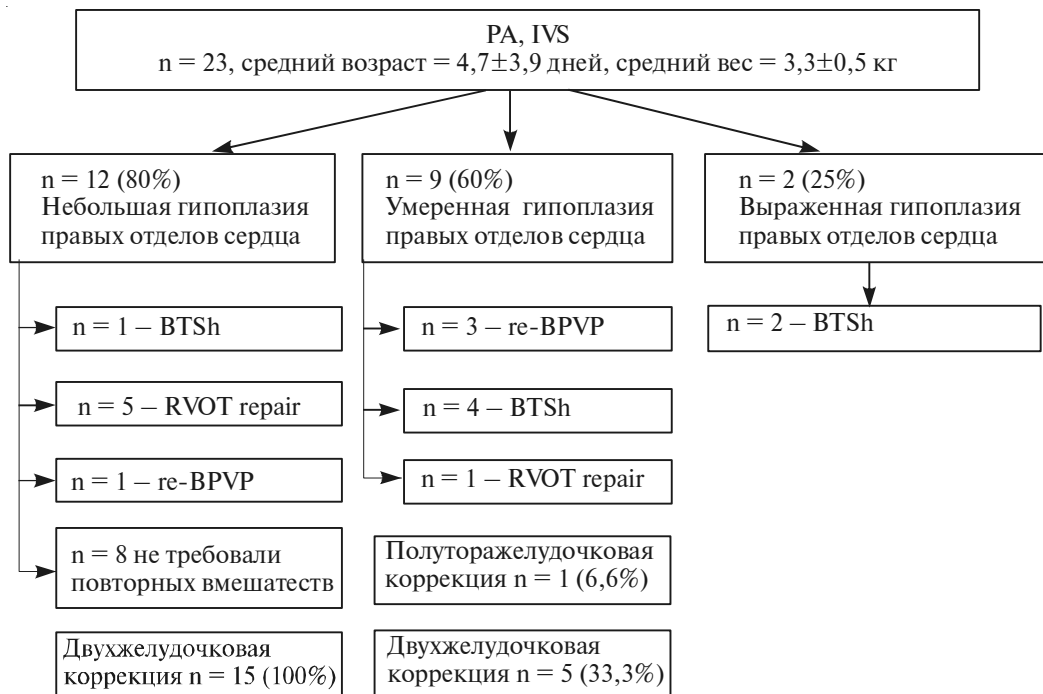 PA, IVS
n = 23, средний возраст = 4,7±3,9 дней, средний вес = 3,3±0,5 кг
n = 12 (80%)
Небольшая гипоплазия
правых отделов сердца
n = 9 (60%)
Умеренная гипоплазия
правых отделов сердца
n = 2 (25%)
Выраженная гипоплазия
правых отделов сердца
n = 1 – BTSh
n = 5 – RVOT repair
n = 1 – re-BPVP
n = 8 не требовали
повторных вмешатеств
Двухжелудочковая
коррекция n = 15 (100%)
n = 3 – re-BPVP
n = 4 – BTSh
n = 1 – RVOT repair
Полуторажелудочковая
коррекция n = 1 (6,6%)
Двухжелудочковая
коррекция n = 5 (33,3%)
n = 2 – BTSh